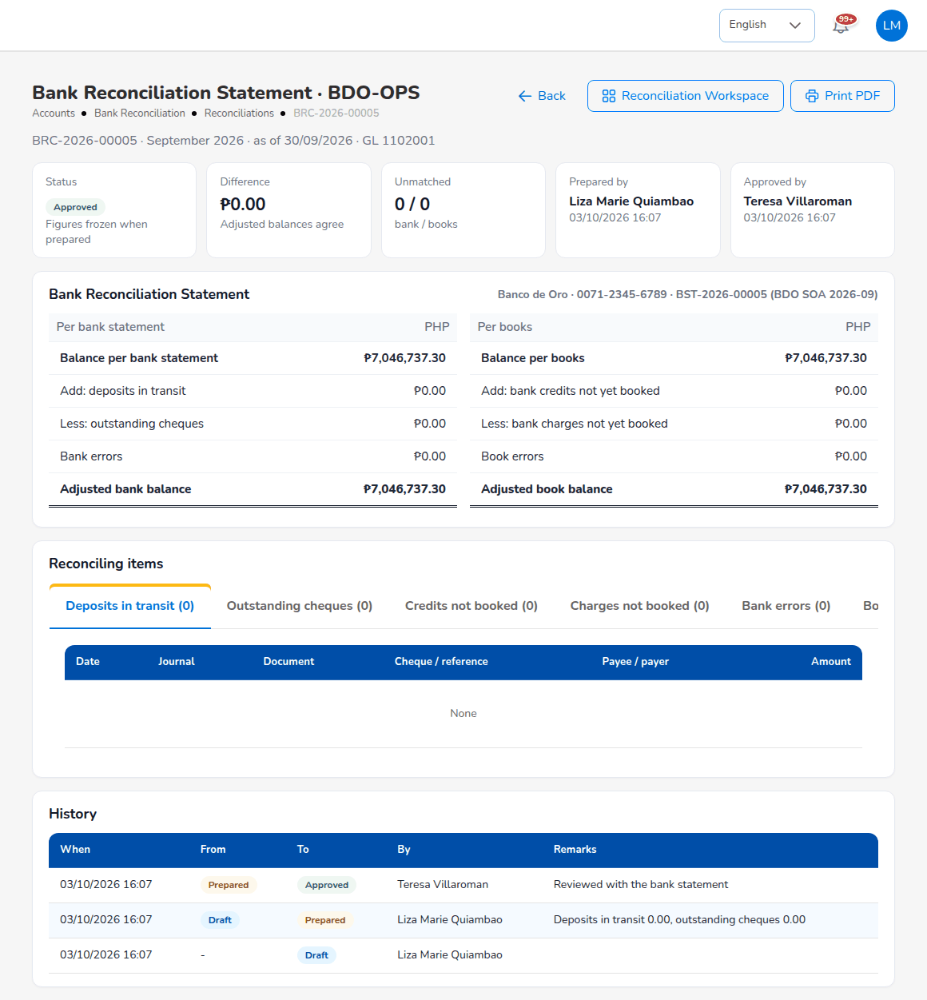 English
99+
LM
Bank Reconciliation Statement · BDO-OPS
Back
Reconciliation Workspace
Print PDF
Accounts • Bank Reconciliation • Reconciliations • BRC-2026-00005
BRC-2026-00005 · September 2026 · as of 30/09/2026 · GL 1102001
Status
Approved
Figures frozen when
prepared
Difference
₱0.00
Adjusted balances agree
Unmatched
0 / 0
bank / books
Prepared by
Liza Marie Quiambao
03/10/2026 16:07
Approved by
Teresa Villaroman
03/10/2026 16:07
Bank Reconciliation Statement
Banco de Oro · 0071-2345-6789 · BST-2026-00005 (BDO SOA 2026-09)
Per bank statement PHP
Balance per bank statement ₱7,046,737.30
Add: deposits in transit ₱0.00
Less: outstanding cheques ₱0.00
Bank errors ₱0.00
Adjusted bank balance ₱7,046,737.30
Per books PHP
Balance per books ₱7,046,737.30
Add: bank credits not yet booked ₱0.00
Less: bank charges not yet booked ₱0.00
Book errors ₱0.00
Adjusted book balance ₱7,046,737.30
Reconciling items
Deposits in transit (0) Outstanding cheques (0) Credits not booked (0) Charges not booked (0) Bank errors (0) Bo
Date Journal Document Cheque / reference Payee / payer Amount
None
History
When From To By Remarks
03/10/2026 16:07 Prepared Approved Teresa Villaroman Reviewed with the bank statement
03/10/2026 16:07 Draft Prepared Liza Marie Quiambao Deposits in transit 0.00, outstanding cheques 0.00
03/10/2026 16:07 - Draft Liza Marie Quiambao